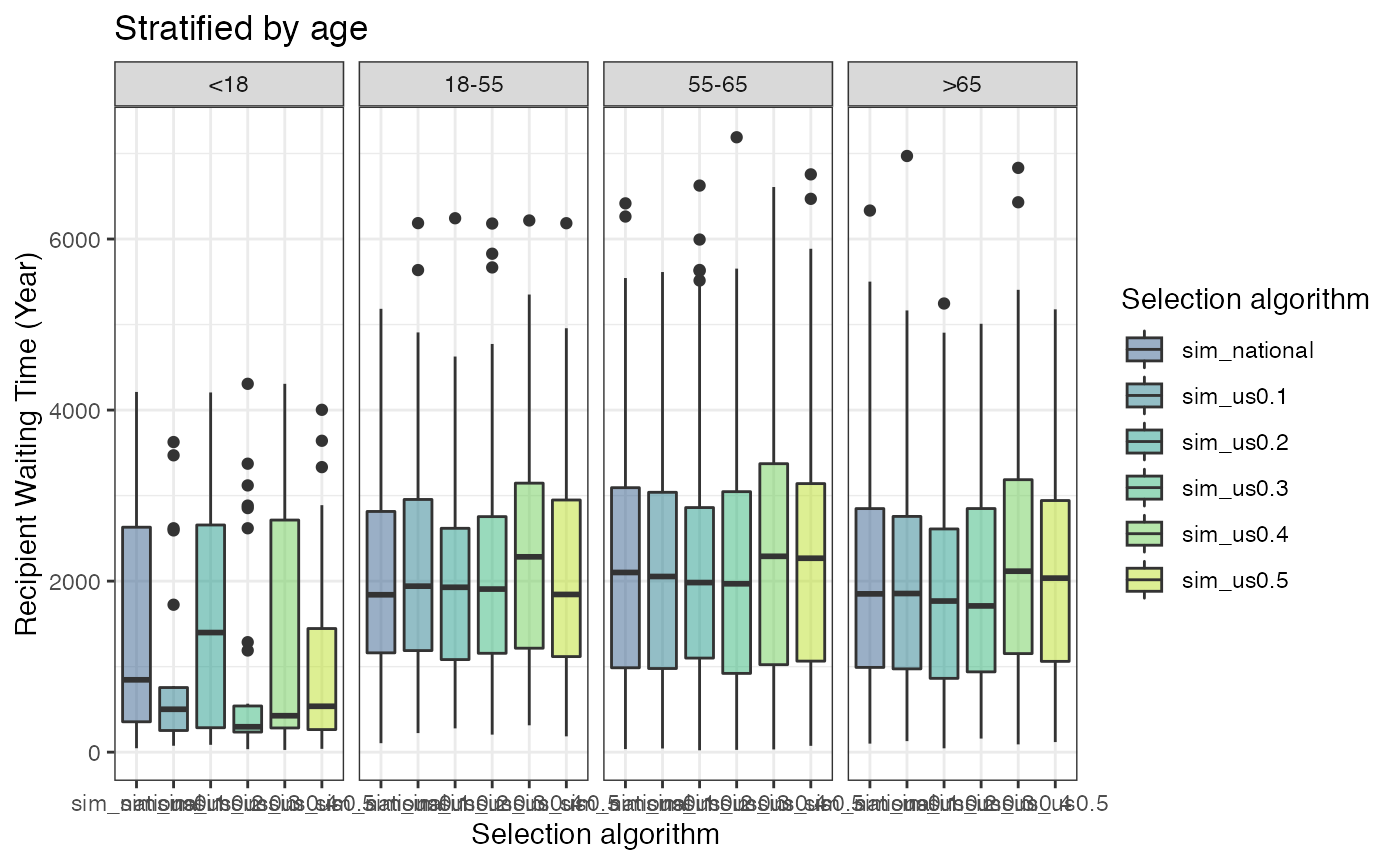 Stratified by age
<18
18-55
55-65
>65
Recipient Waiting Time (Year)
6000
4000
2000
0
Selection algorithm
Selection algorithm
sim_national
sim_us0.1
sim_us0.2
sim_us0.3
sim_us0.4
sim_us0.5